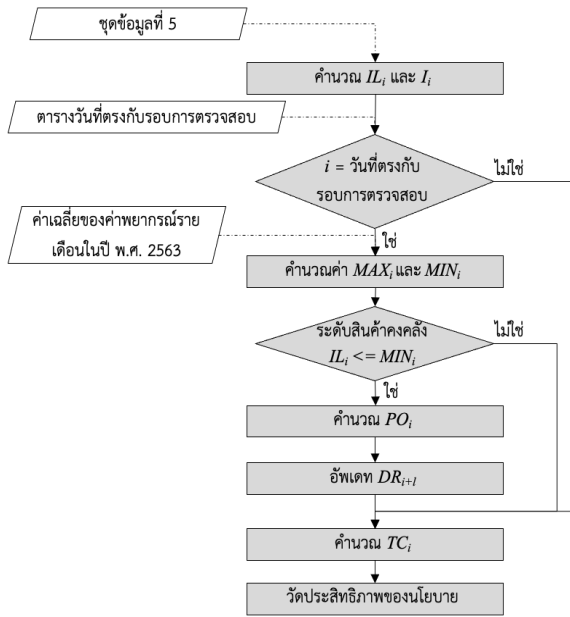 ชุดข้อมูลที่ 5
คำนวณ ILi และ Ii
ตารางวันที่ตรงกับรอบการตรวจสอบ
i = วันที่ตรงกับ
รอบการตรวจสอบ
ไม่ใช่
ค่าเฉลี่ยของค่าพยากรณ์ราย
เดือนในปี พ.ศ. 2563
ใช่
คำนวณค่า MAXi และ MINi
ระดับสินค้าคงคลัง
ILi <= MINi
ไม่ใช่
ใช่
คำนวณ POi
อัพเดท DRi+l
คำนวณ TCi
วัดประสิทธิภาพของนโยบาย